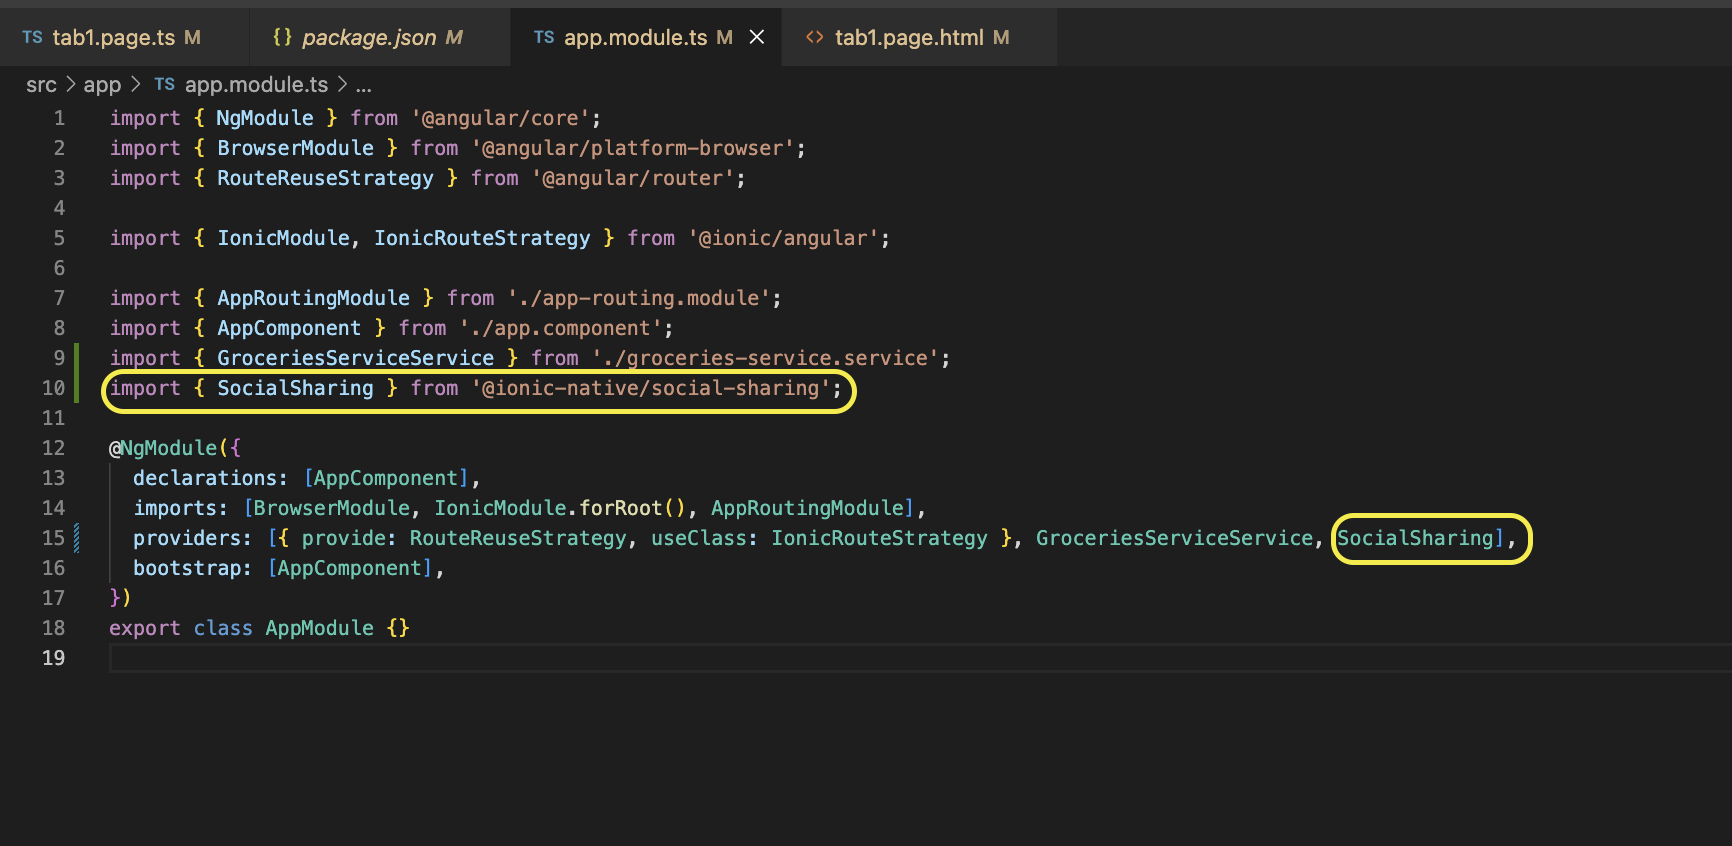 TS tab1.page.ts M {} package.json M TS app.module.ts M × <> tab1.page.html M
src > app > TS app.module.ts > ...
1 import { NgModule } from '@angular/core';
2 import { BrowserModule } from '@angular/platform-browser';
3 import { RouteReuseStrategy } from '@angular/router';
4
5 import { IonicModule, IonicRouteStrategy } from '@ionic/angular';
6
7 import { AppRoutingModule } from './app-routing.module';
8 import { AppComponent } from './app.component';
9 import { GroceriesServiceService } from './groceries-service.service';
10 import { SocialSharing } from '@ionic-native/social-sharing';
11
12 @NgModule({
13 declarations: [AppComponent],
14 imports: [BrowserModule, IonicModule.forRoot(), AppRoutingModule],
15 providers: [{ provide: RouteReuseStrategy, useClass: IonicRouteStrategy }, GroceriesServiceService, SocialSharing],
16 bootstrap: [AppComponent],
17 })
18 export class AppModule {}
19